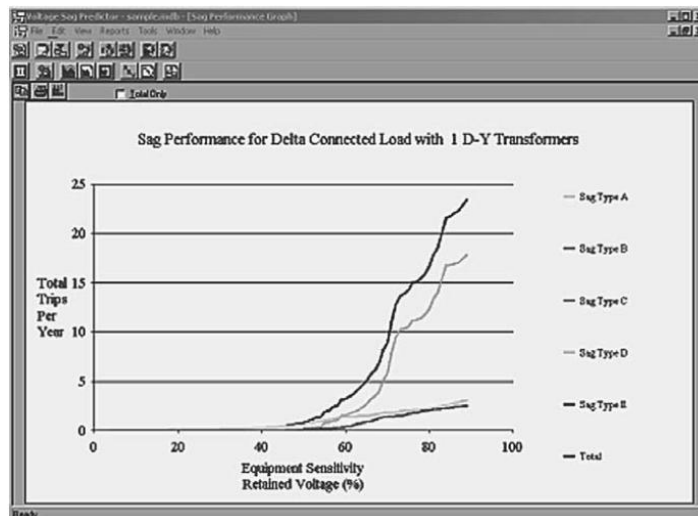 Voltage Sag Predictor - sample.mdb - [Sag Performance Graph]
File Edit View Reports Tools Window Help
Total Only
Sag Performance for Delta Connected Load with 1 D-Y Transformers
25
20
15
10
5
0
Total
Trips
Per
Year
0 20 40 60 80 100
Equipment Sensitivity
Retained Voltage (%)
Sag Type A
Sag Type B
Sag Type C
Sag Type D
Sag Type E
Total
Ready